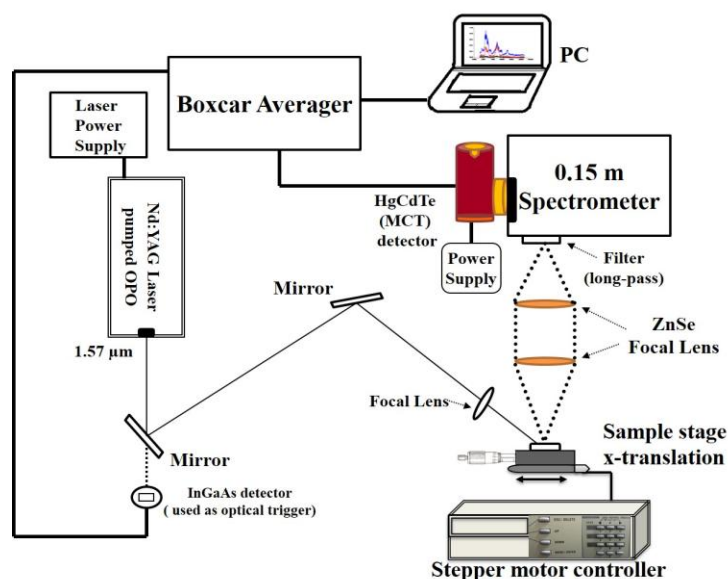 PC
Laser
Power
Supply
Boxcar Averager
0.15 m
Spectrometer
HgCdTe
(MCT)
detector
Nd:YAG Laser
pumped OPO
Power
Supply
Filter
(long-pass)
Mirror
ZnSe
Focal Lens
1.57 µm
Focal Lens
Sample stage
x-translation
Mirror
InGaAs detector
( used as optical trigger)
Stepper motor controller